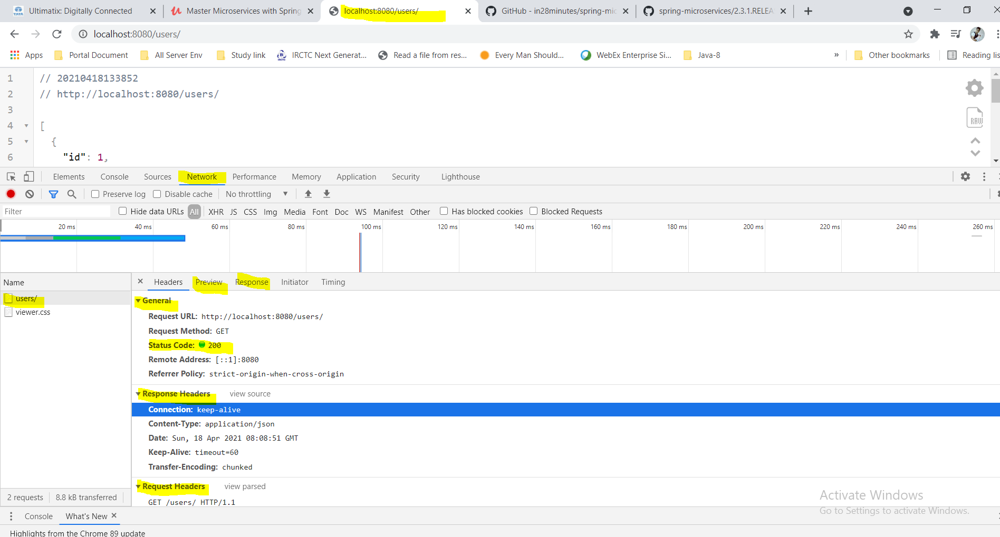 Ultimatix: Digitally Connected
Master Microservices with Spring
localhost:8080/users/
GitHub - in28minutes/spring-mic
spring-microservices/2.3.1.RELEA
localhost:8080/users/
Apps
Portal Document
All Server Env
Study link
IRCTC Next Generat...
Read a file from res...
Every Man Should...
WebEx Enterprise Si...
Java-8
»
Other bookmarks
Reading lis
1 // 20210418133852
2 // http://localhost:8080/users/
3
4 [
5 {
6 "id": 1,
RAW
Elements Console Sources Network Performance Memory Application Security Lighthouse
Preserve log Disable cache No throttling
Filter Hide data URLs All XHR JS CSS Img Media Font Doc WS Manifest Other Has blocked cookies Blocked Requests
20 ms 40 ms 60 ms 80 ms 100 ms 120 ms 140 ms 160 ms 180 ms 200 ms 220 ms 240 ms 260 ms
Name
users/
viewer.css
Headers Preview Response Initiator Timing
General
Request URL: http://localhost:8080/users/
Request Method: GET
Status Code: 200
Remote Address: [::1]:8080
Referrer Policy: strict-origin-when-cross-origin
Response Headers view source
Connection: keep-alive
Content-Type: application/json
Date: Sun, 18 Apr 2021 08:08:51 GMT
Keep-Alive: timeout=60
Transfer-Encoding: chunked
Request Headers view parsed
GET /users/ HTTP/1.1
2 requests 8.8 kB transferred
Activate Windows
Go to Settings to activate Windows.
Console What's New
Highlights from the Chrome 89 update